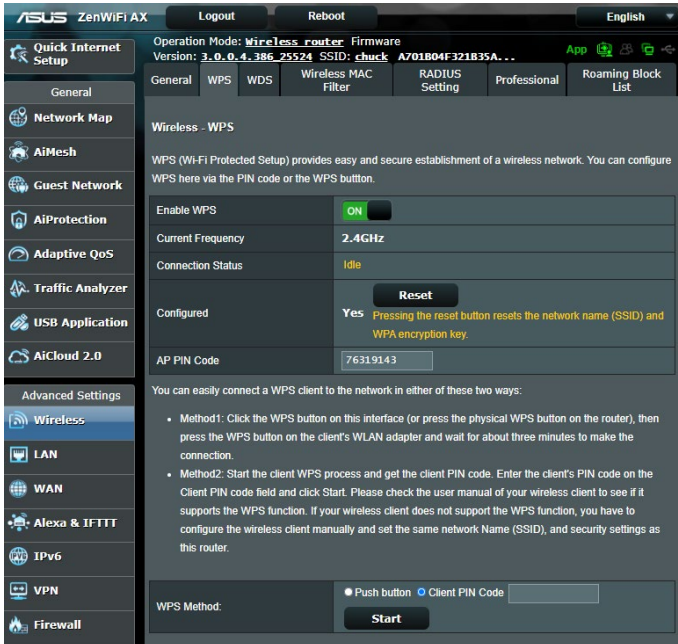 ASUS ZenWiFi AX Logout Reboot English
Quick Internet Setup
Operation Mode: Wireless router Firmware
Version: 3.0.0.4.386_25524 SSID: chuck A701B04F321B35A...
App
General
WPS
WDS
Wireless MAC Filter
RADIUS Setting
Professional
Roaming Block List
General
Network Map
AiMesh
Guest Network
AiProtection
Adaptive QoS
Traffic Analyzer
USB Application
AiCloud 2.0
Advanced Settings
Wireless
LAN
WAN
Alexa & IFTTT
IPv6
VPN
Firewall
Wireless - WPS
WPS (Wi-Fi Protected Setup) provides easy and secure establishment of a wireless network. You can configure
WPS here via the PIN code or the WPS buttton.
Enable WPS ON
Current Frequency 2.4GHz
Connection Status Idle
Configured Yes Reset
Pressing the reset button resets the network name (SSID) and
WPA encryption key.
AP PIN Code 76319143
You can easily connect a WPS client to the network in either of these two ways:
• Method1: Click the WPS button on this interface (or press the physical WPS button on the router), then
press the WPS button on the client's WLAN adapter and wait for about three minutes to make the
connection.
• Method2: Start the client WPS process and get the client PIN code. Enter the client's PIN code on the
Client PIN code field and click Start. Please check the user manual of your wireless client to see if it
supports the WPS function. If your wireless client does not support the WPS function, you have to
configure the wireless client manually and set the same network Name (SSID), and security settings as
this router.
WPS Method: Push button Client PIN Code
Start